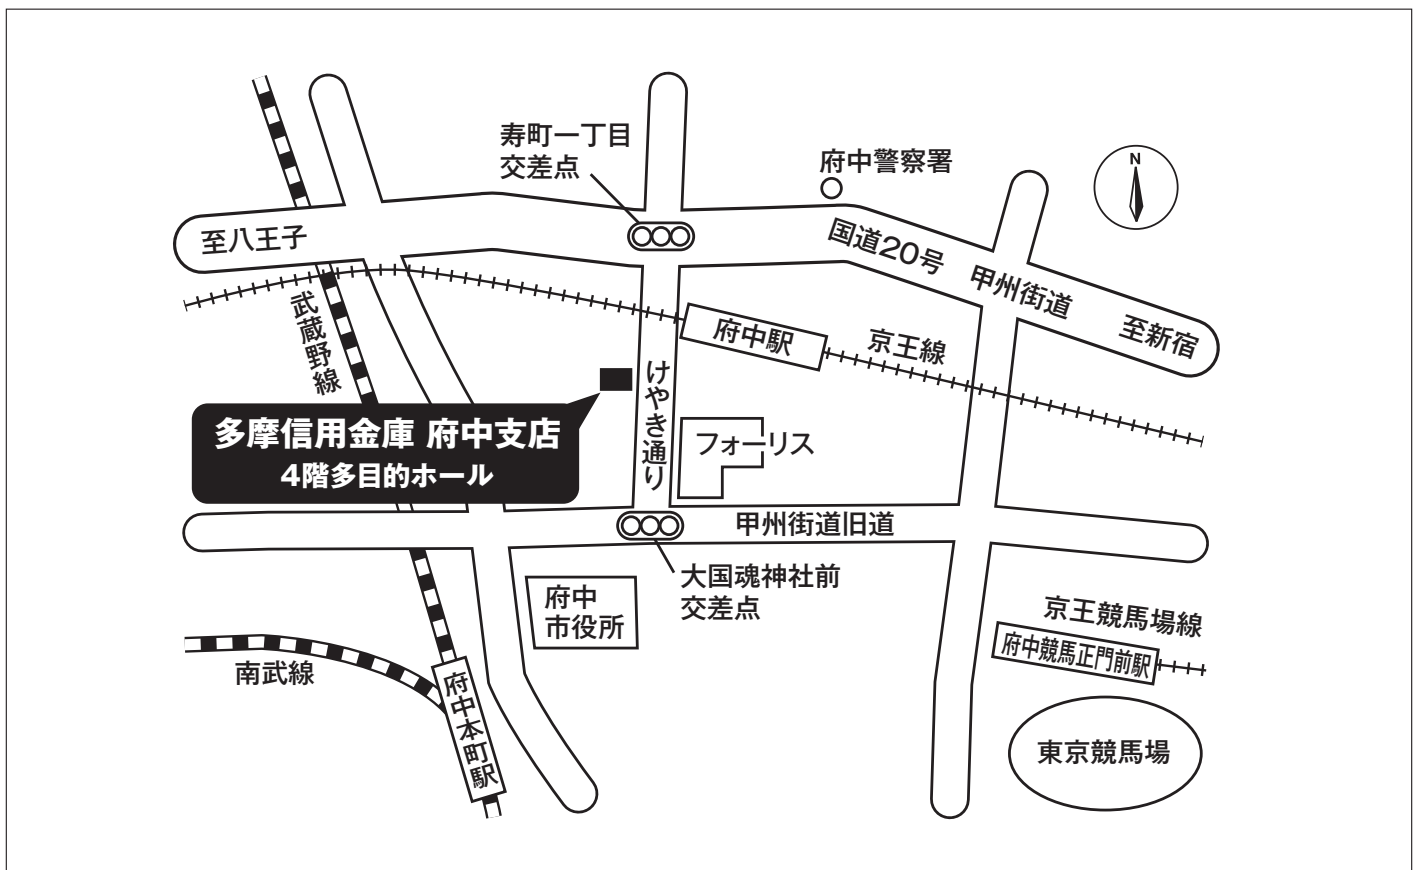 寿町一丁目
交差点
府中警察署
N
至八王子
国道20号 甲州街道 至新宿
武蔵野線
府中駅
京王線
けやき通り
多摩信用金庫 府中支店
4階多目的ホール
フォーリス
甲州街道旧道
大国魂神社前
交差点
府中
市役所
京王競馬場線
府中競馬正門前駅
南武線
府中本町駅
東京競馬場